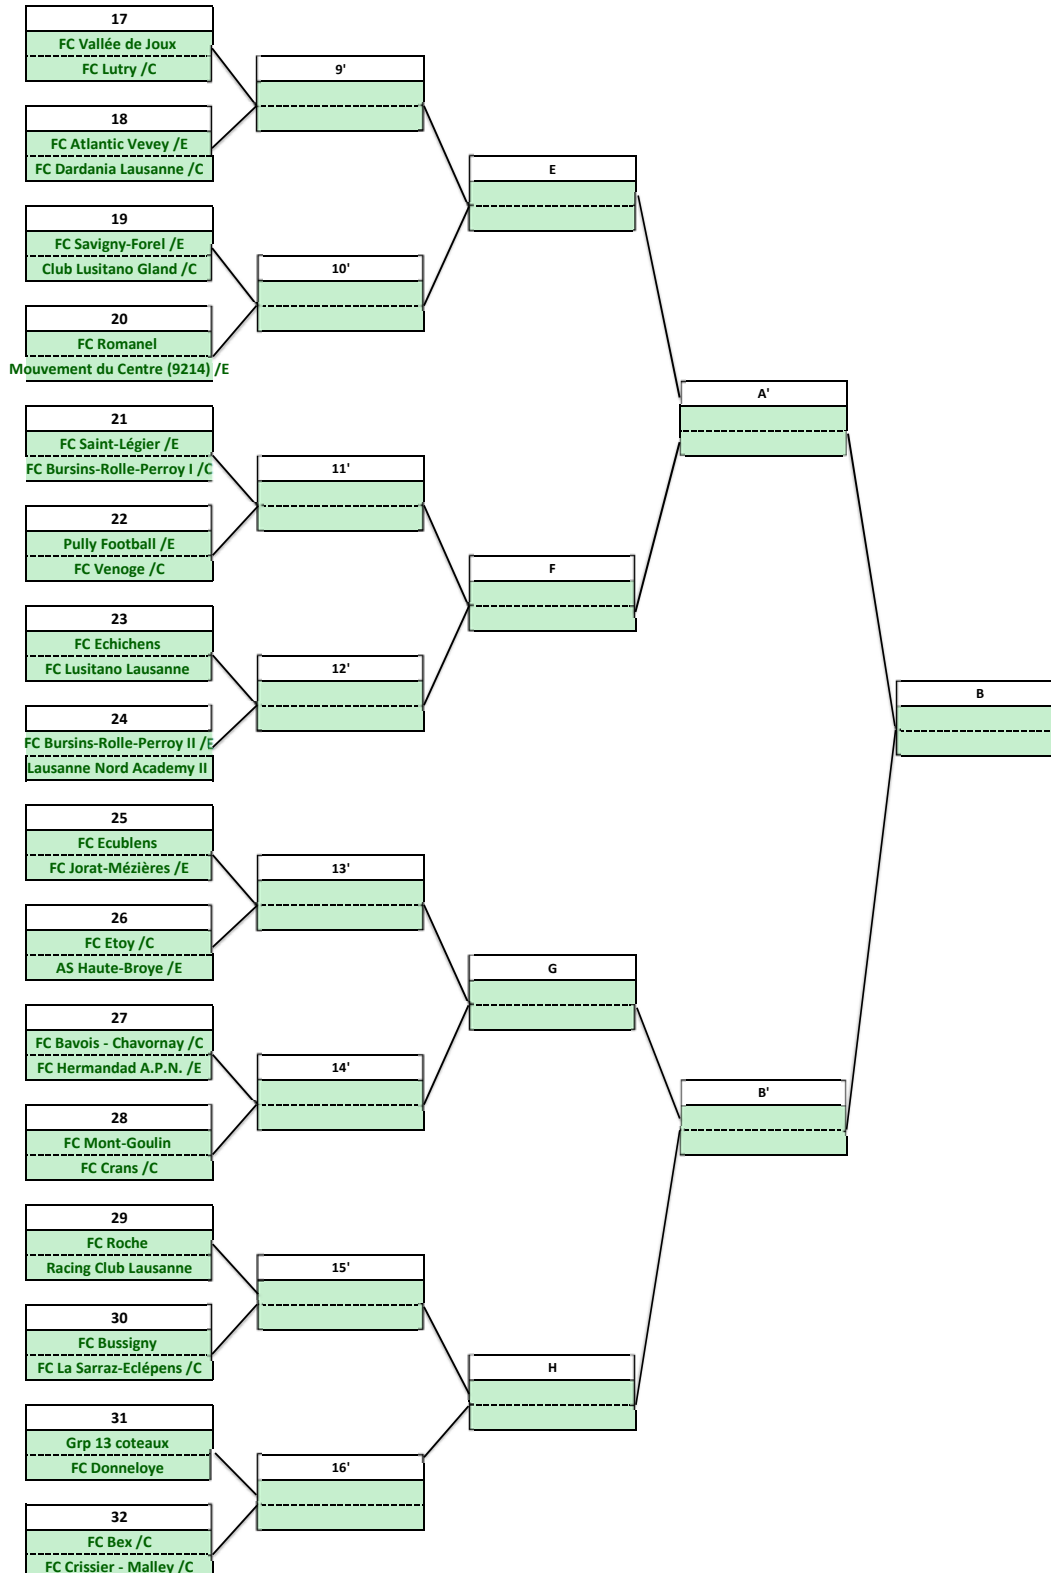 17
FC Vallée de Joux
FC Lutry /C
9'
18
FC Atlantic Vevey /E
FC Dardania Lausanne /C
E
19
FC Savigny-Forel /E
Club Lusitano Gland /C
10'
20
FC Romanel
Mouvement du Centre (9214) /E
A'
21
FC Saint-Légier /E
FC Bursins-Rolle-Perroy I /C
11'
22
Pully Football /E
FC Venoge /C
F
23
FC Echichens
FC Lusitano Lausanne
12'
B
24
FC Bursins-Rolle-Perroy II /E
Lausanne Nord Academy II
25
FC Ecublens
FC Jorat-Mézières /E
13'
26
FC Etoy /C
AS Haute-Broye /E
G
27
FC Bavois - Chavornay /C
FC Hermandad A.P.N. /E
14'
B'
28
FC Mont-Goulin
FC Crans /C
29
FC Roche
Racing Club Lausanne
15'
30
FC Bussigny
FC La Sarraz-Eclépens /C
H
31
Grp 13 coteaux
FC Donneloye
16'
32
FC Bex /C
FC Crissier - Malley /C